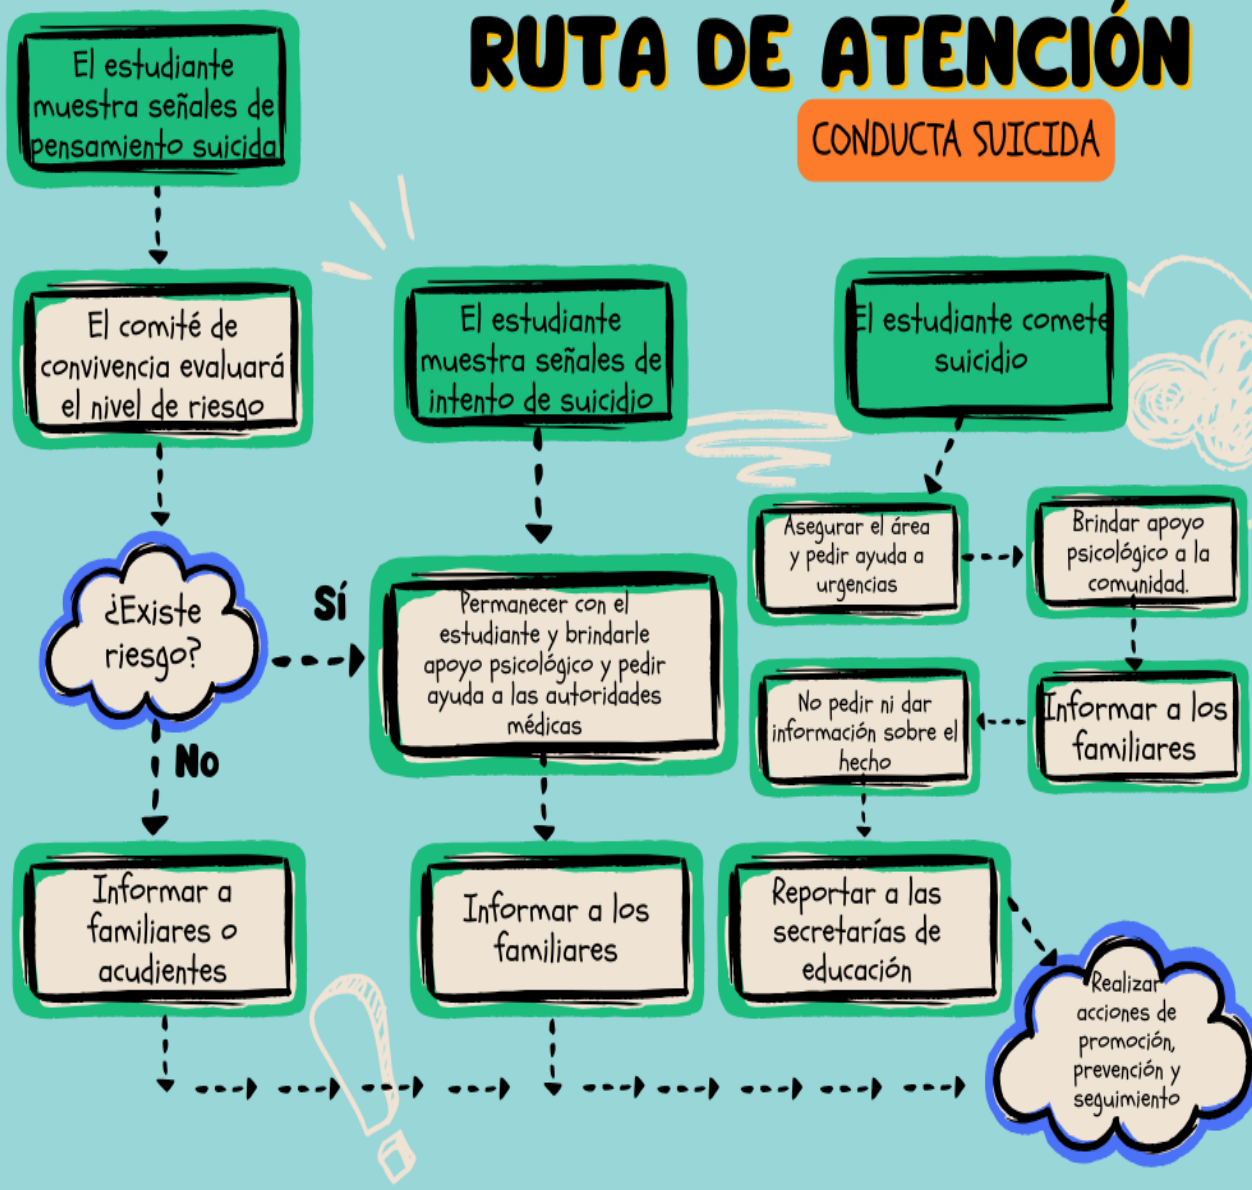 RUTA DE ATENCIÓN
CONDUCTA SUICIDA
El estudiante
muestra señales de
pensamiento suicida
El comité de
convivencia evaluará
el nivel de riesgo
¿Existe
riesgo?
Sí
No
Informar a
familiares o
acudientes
El estudiante
muestra señales de
intento de suicidio
Permanecer con el
estudiante y brindarle
apoyo psicológico y pedir
ayuda a las autoridades
médicas
Informar a los
familiares
El estudiante comete
suicidio
Asegurar el área
y pedir ayuda a
urgencias
Brindar apoyo
psicológico a la
comunidad.
Informar a los
familiares
No pedir ni dar
información sobre el
hecho
Reportar a las
secretarías de
educación
Realizar
acciones de
promoción,
prevención y
seguimiento